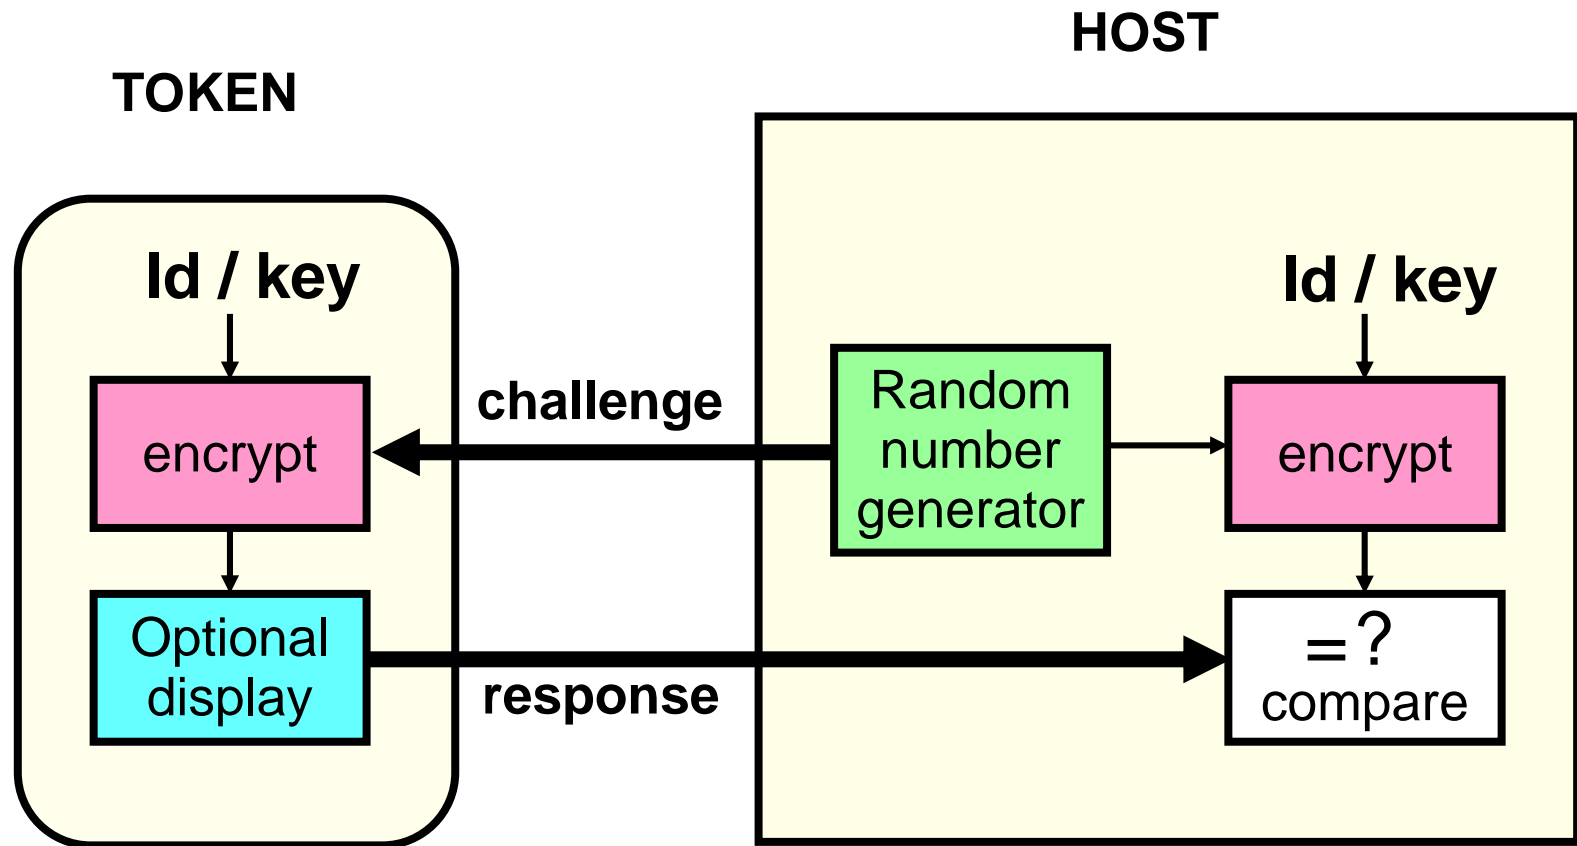 HOST
TOKEN
Id / key
Id / key
challenge
Random
number
generator
encrypt
encrypt
Optional
display
response
=?
compare